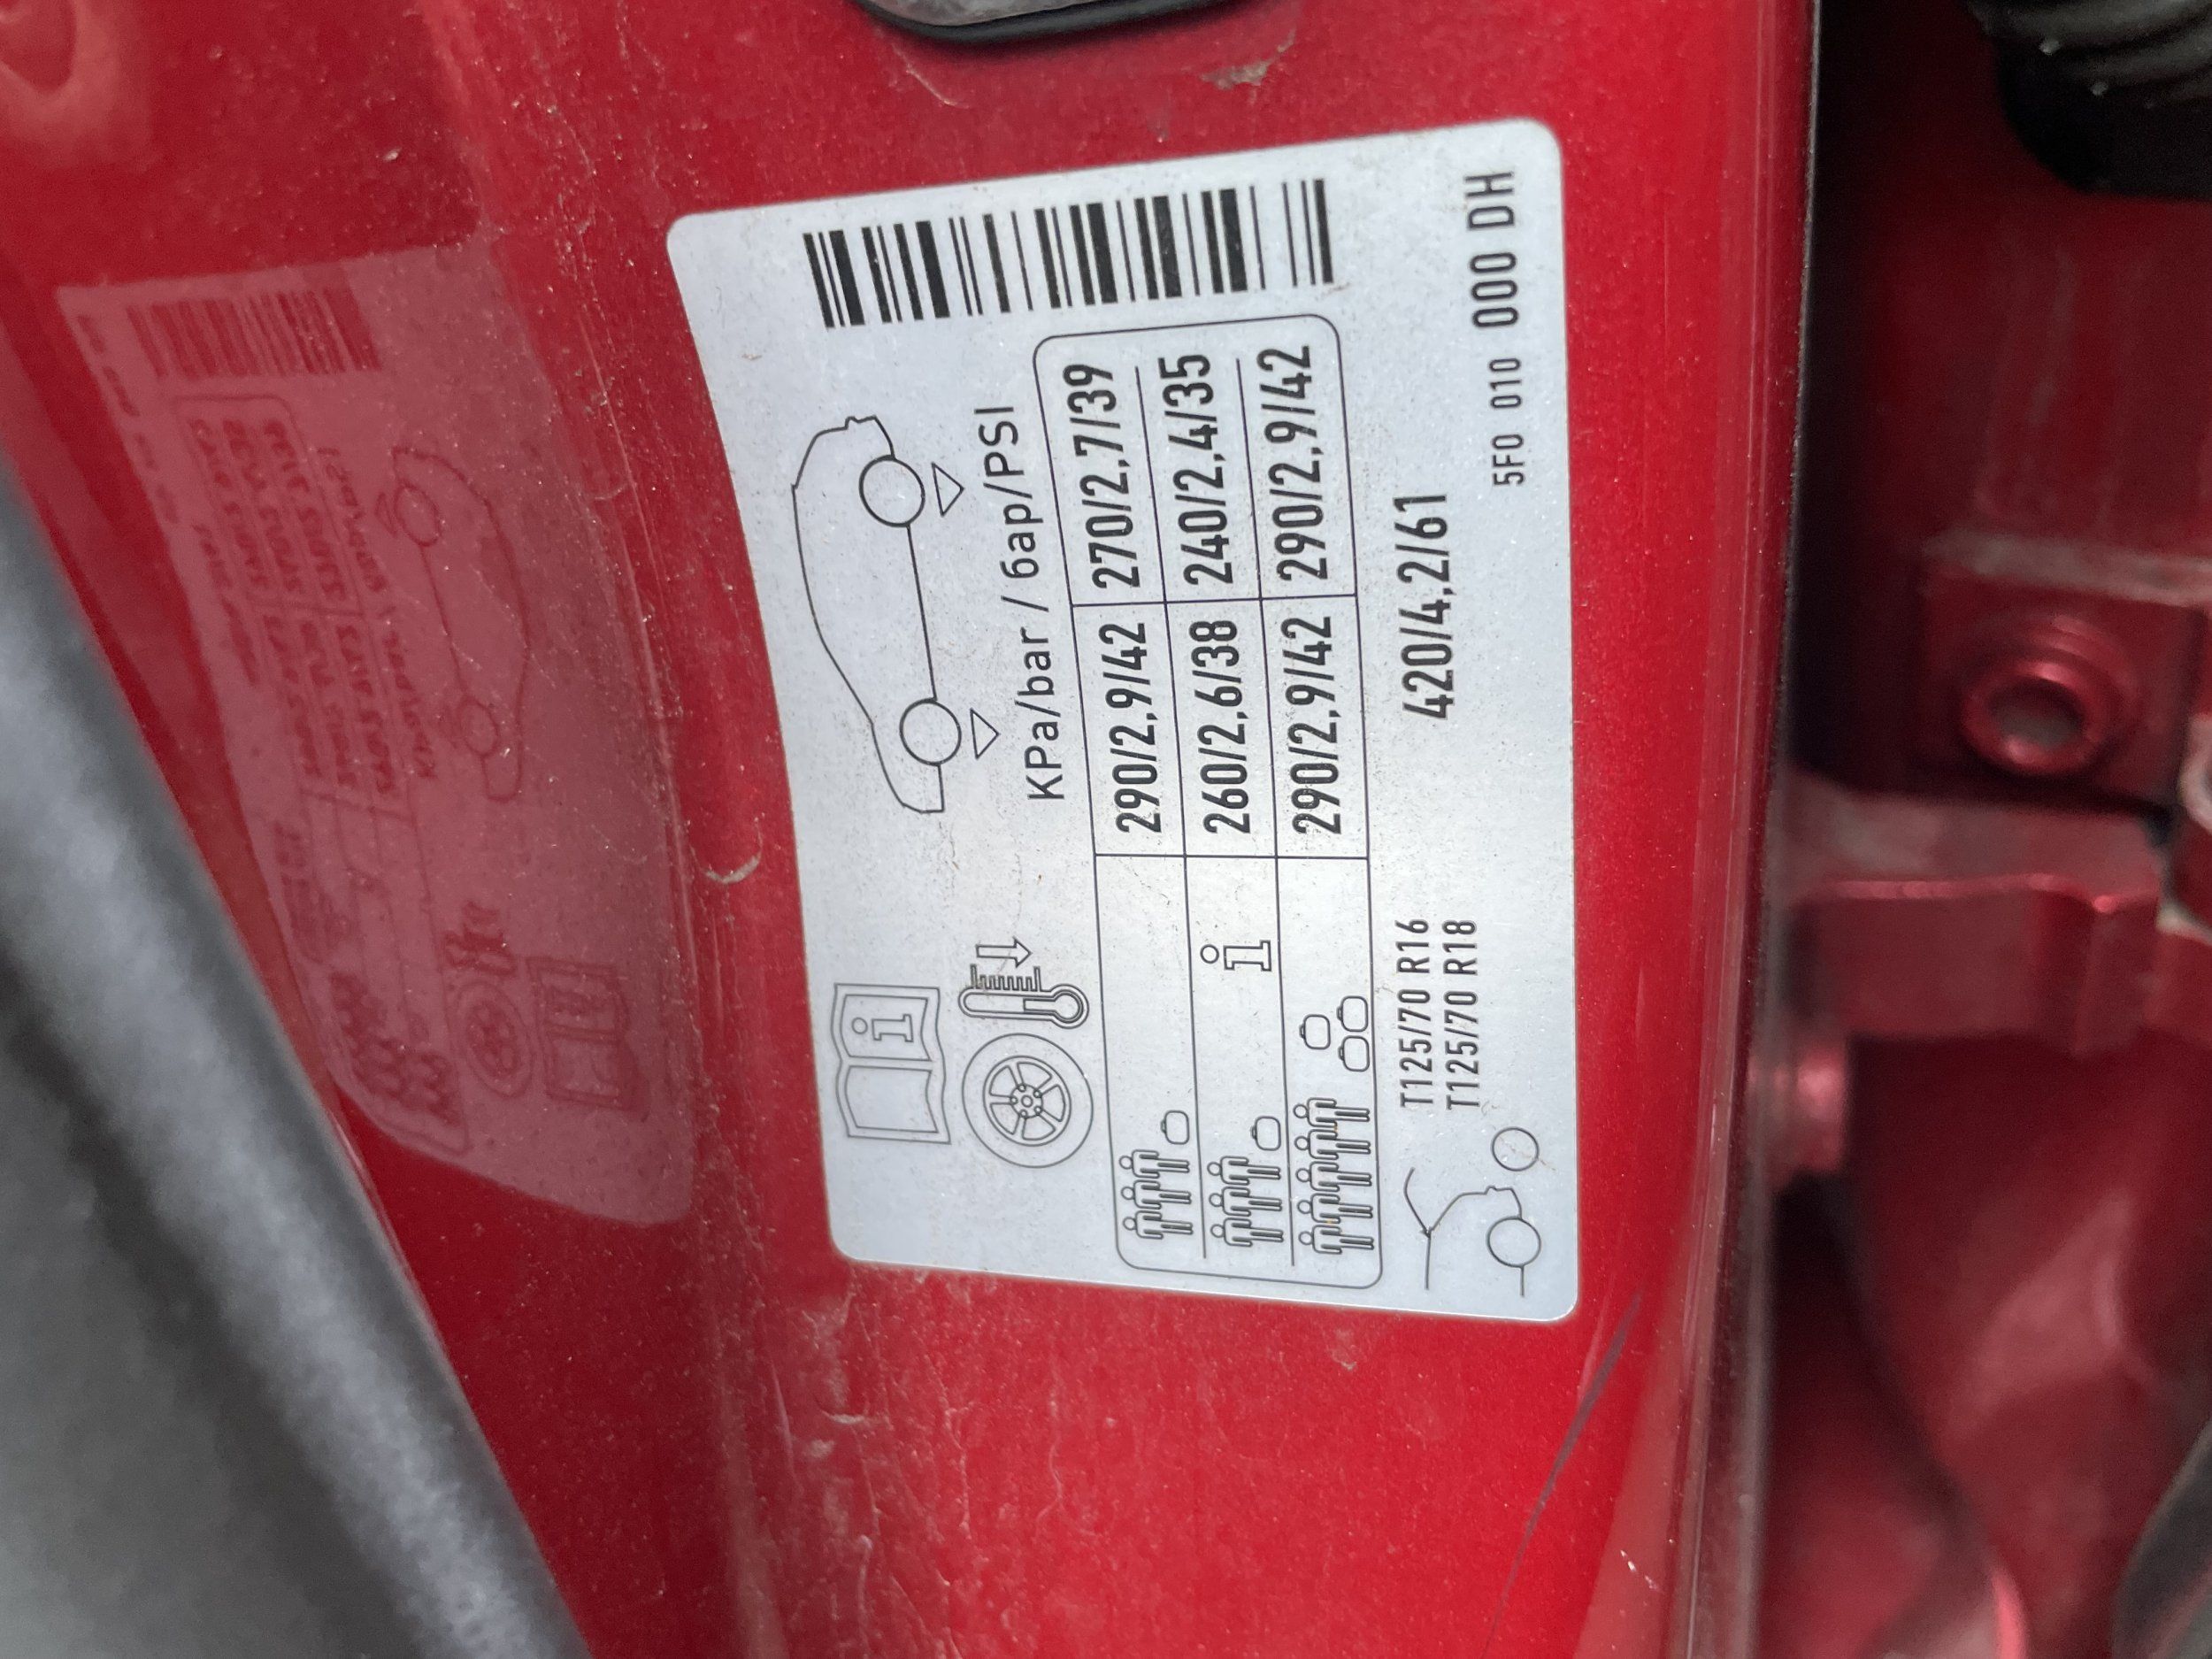 KPa/bar / бар/PSI
290/2,9/42 270/2,7/39
i 260/2,6/38 240/2,4/35
290/2,9/42 290/2,9/42
T125/70 R16
T125/70 R18
420/4,2/61
5F0 010 000 DH